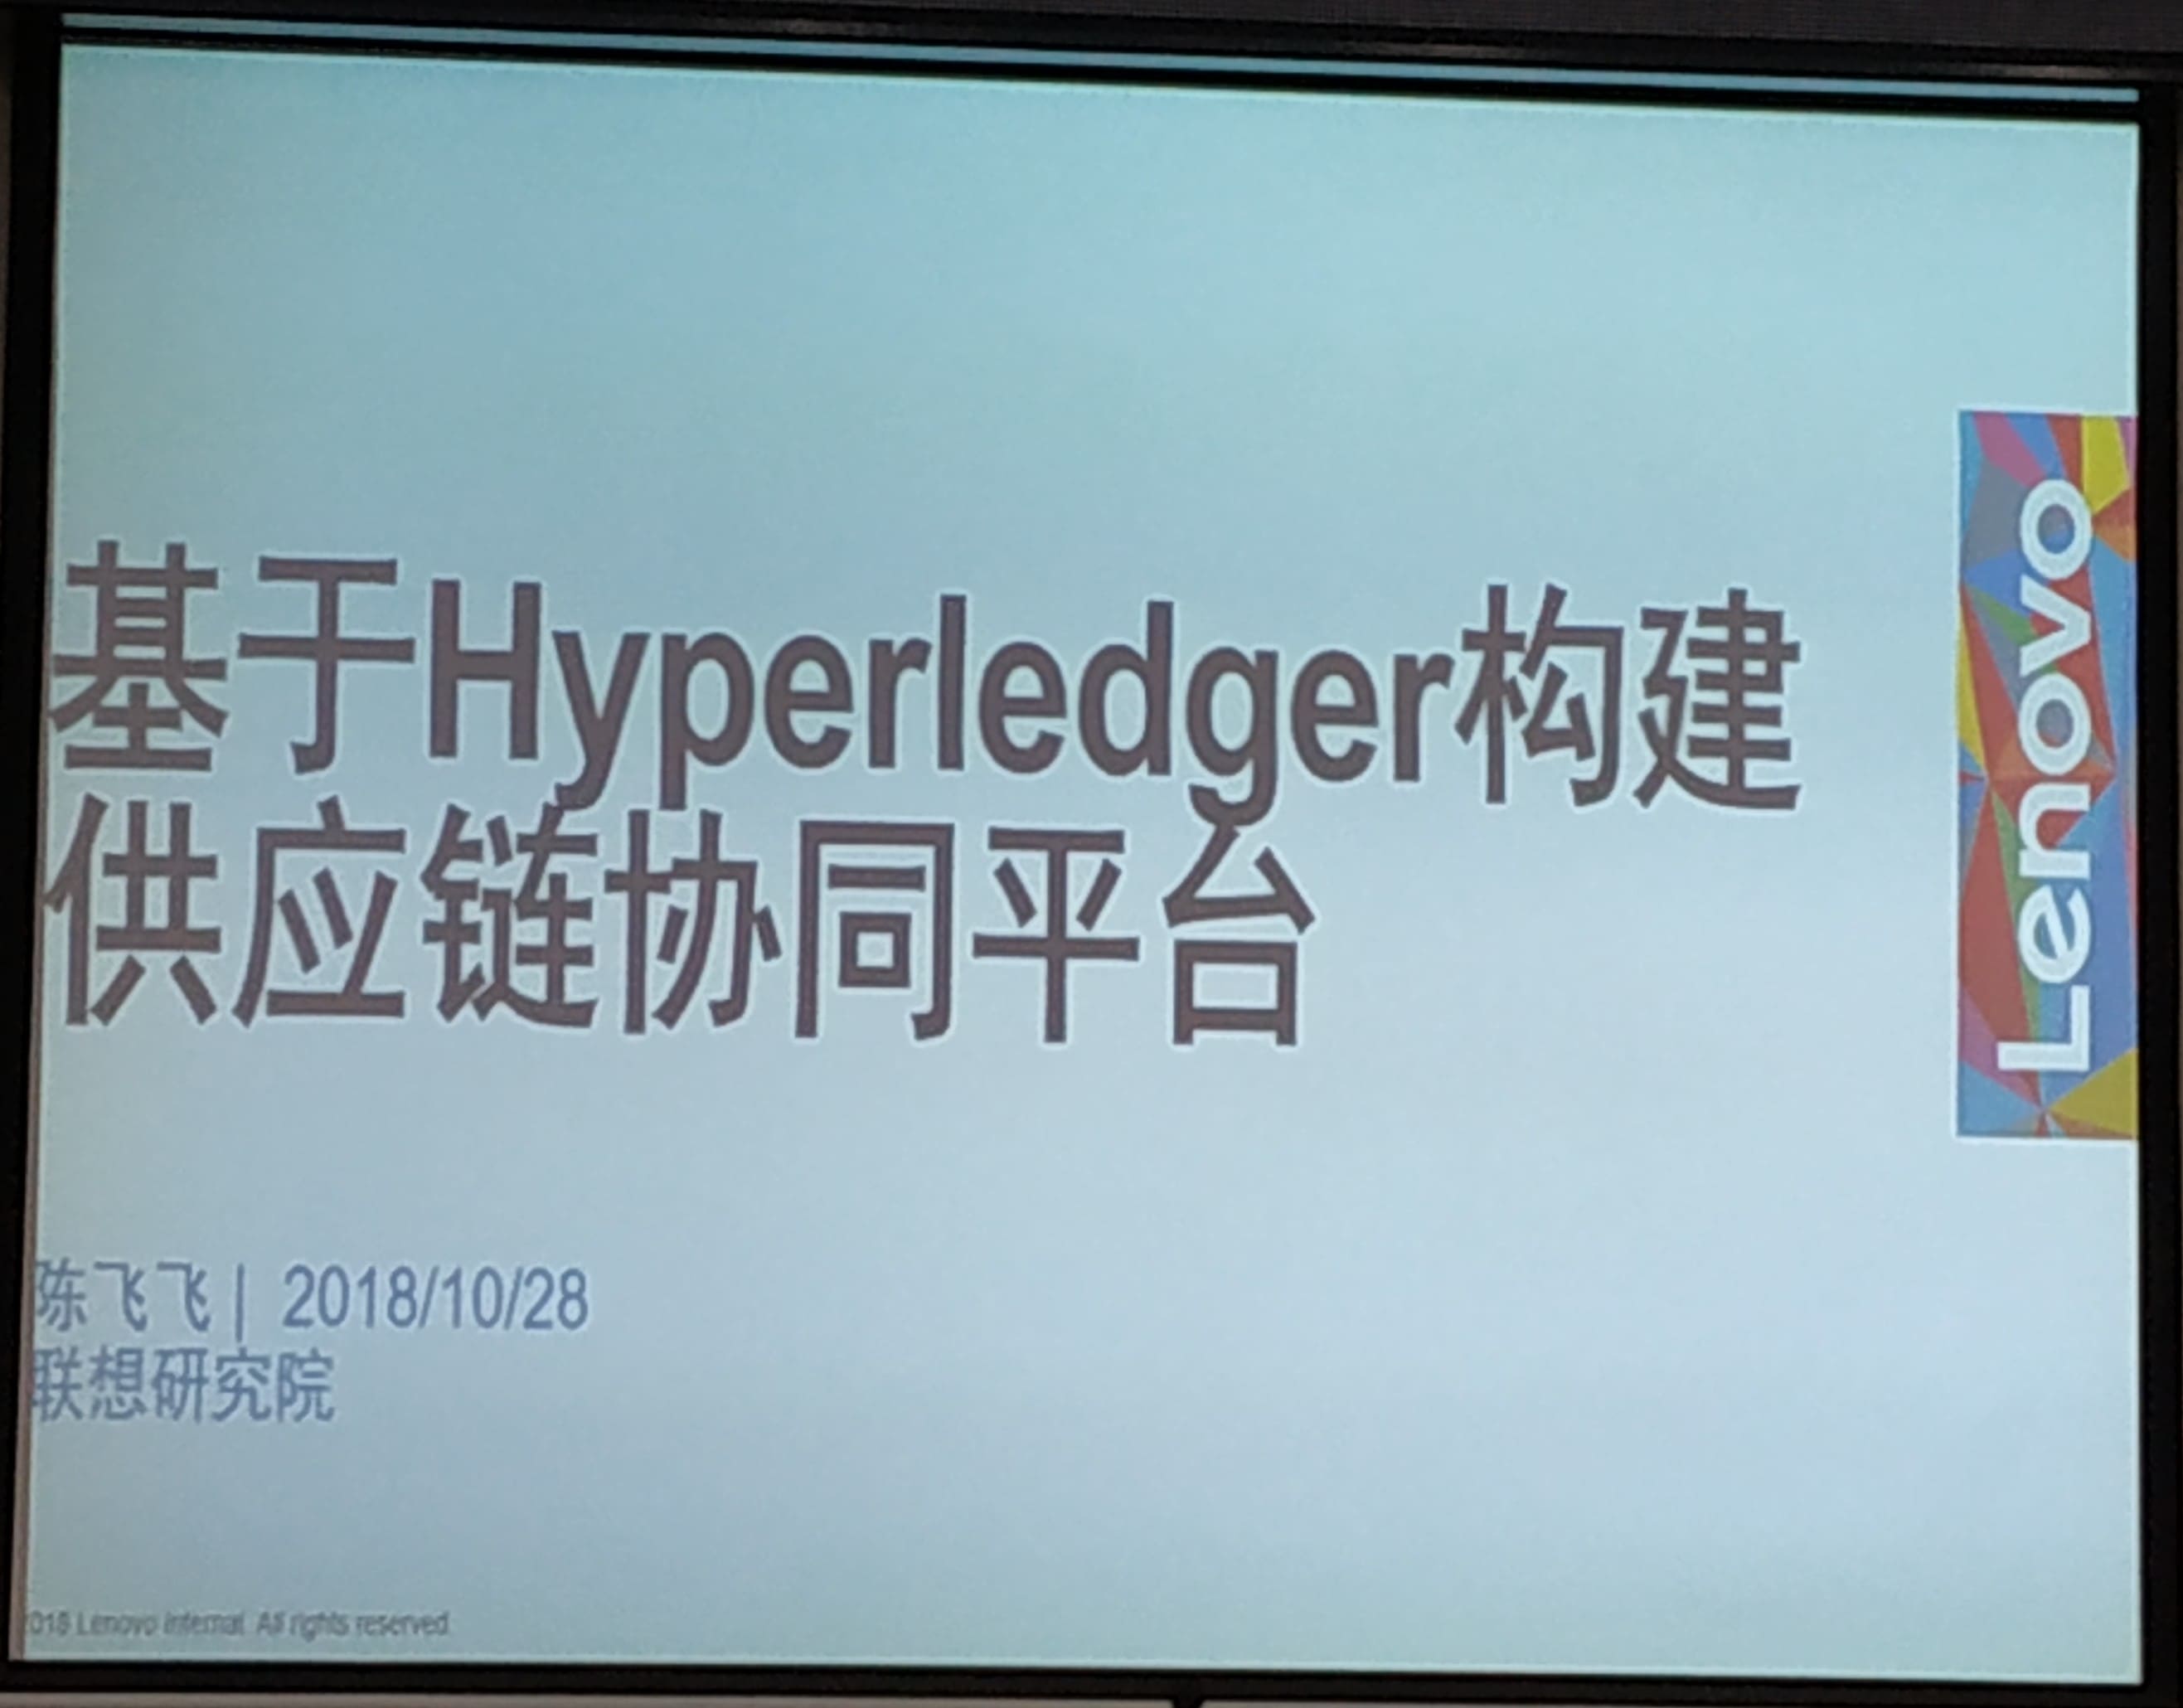 基于Hyperledger构建
供应链协同平台
Lenovo
陈飞飞 | 2018/10/28
联想研究院
018 Lenovo Internal. All rights reserved.